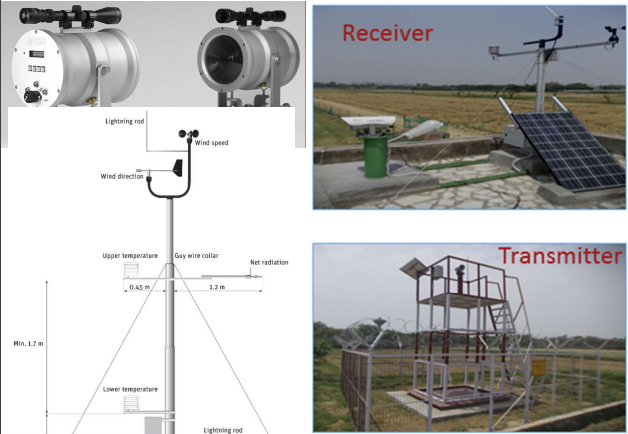 Receiver
Lightning rod
Wind speed
Wind direction
Upper temperature
Guy wire collar
Net radiation
0.45 m
1.2 m
Min. 1.7 m
Lower temperature
Lightning rod
Transmitter